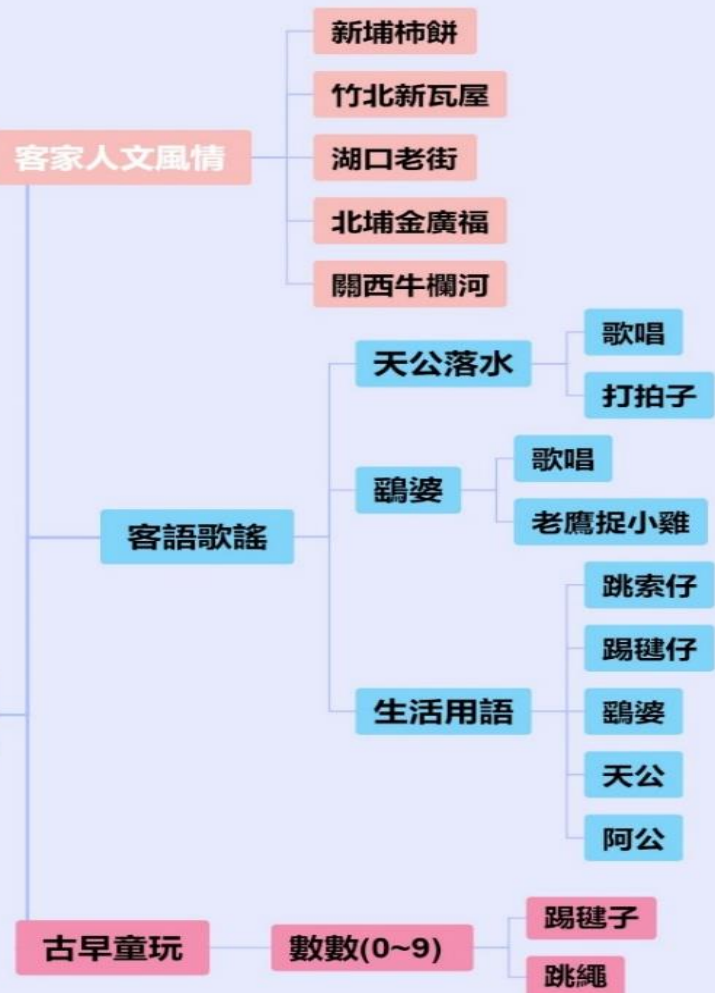 客家人文風情
新埔柿餅
竹北新瓦屋
湖口老街
北埔金廣福
關西牛欄河
客語歌謠
天公落水
歌唱
打拍子
鷂婆
歌唱
老鷹捉小雞
生活用語
跳索仔
踢毽仔
鷂婆
天公
阿公
古早童玩
數數(0~9)
踢毽子
跳繩